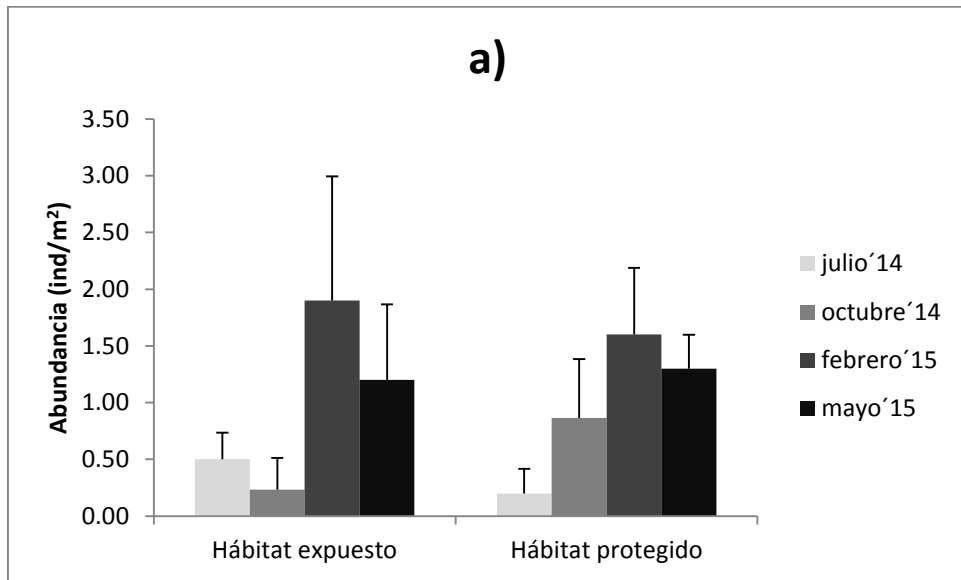 a)
Abundancia (ind/m²)
3.50
3.00
2.50
2.00
1.50
1.00
0.50
0.00
Hábitat expuesto
Hábitat protegido
julio´14
octubre´14
febrero´15
mayo´15